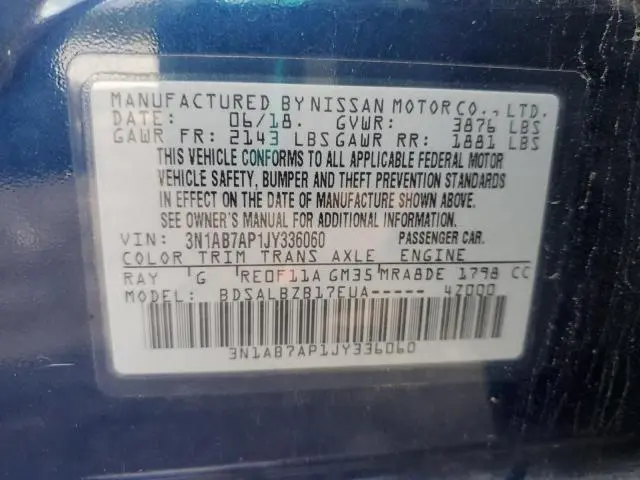 MANUFACTURED BY NISSAN MOTOR CO., LTD.
DATE: 06/18. GVWR: 3876 LBS
GAWR FR: 2143 LBS GAWR RR: 1881 LBS
THIS VEHICLE CONFORMS TO ALL APPLICABLE FEDERAL MOTOR
VEHICLE SAFETY, BUMPER AND THEFT PREVENTION STANDARDS
IN EFFECT ON THE DATE OF MANUFACTURE SHOWN ABOVE.
SEE OWNER'S MANUAL FOR ADDITIONAL INFORMATION.
VIN: 3N1AB7AP1JY336060 PASSENGER CAR.
COLOR TRIM TRANS AXLE ENGINE
RAY G RE0F11A GM35 MRA8DE 1798 CC
MODEL: BDSALBZB17EUA----- 4Z000
3N1AB7AP1JY336060